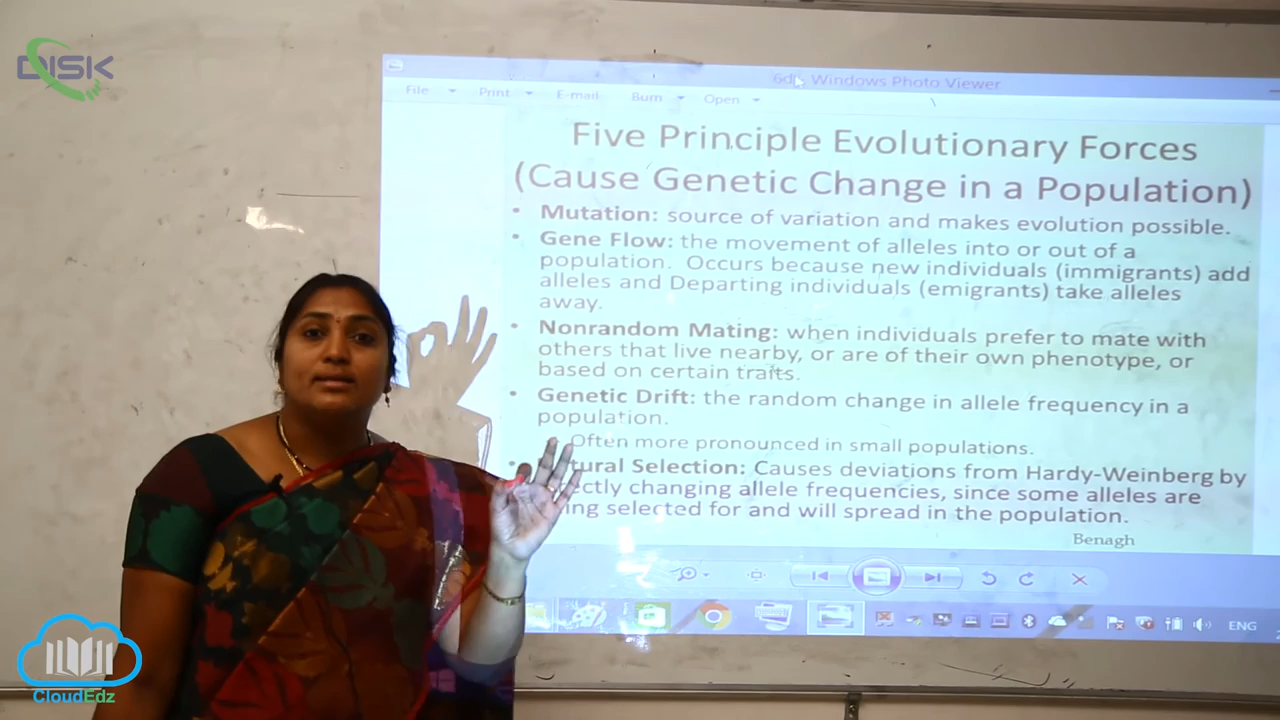 DISK
6db Windows Photo Viewer
File Print E-mail Burn Open
Five Principle Evolutionary Forces
(Cause Genetic Change in a Population)
• Mutation: source of variation and makes evolution possible.
• Gene Flow: the movement of alleles into or out of a
population. Occurs because new individuals (immigrants) add
alleles and Departing individuals (emigrants) take alleles
away.
• Nonrandom Mating: when individuals prefer to mate with
others that live nearby, or are of their own phenotype, or
based on certain traits.
• Genetic Drift: the random change in allele frequency in a
population.
Often more pronounced in small populations.
tural Selection: Causes deviations from Hardy-Weinberg by
ectly changing allele frequencies, since some alleles are
ing selected for and will spread in the population.
Benagh
ENG
CloudEdz